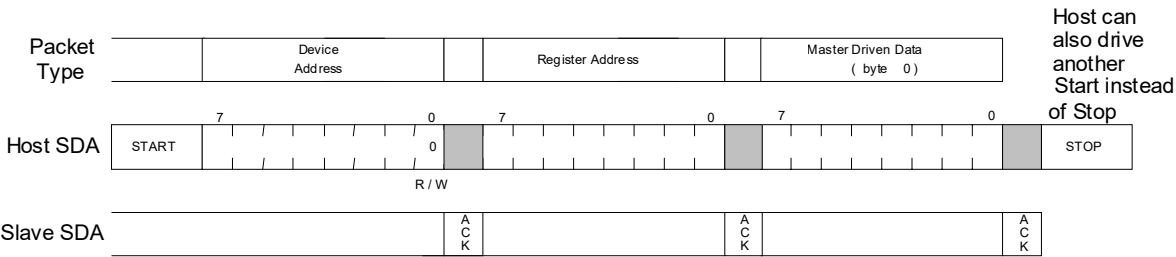 Host can
also drive
another
Start instead
of Stop
Packet
Type
Device
Address
Register Address
Master Driven Data
( byte 0 )
7 0 7 0 7 0
Host SDA
START
0
STOP
R / W
Slave SDA
A
C
K
A
C
K
A
C
K